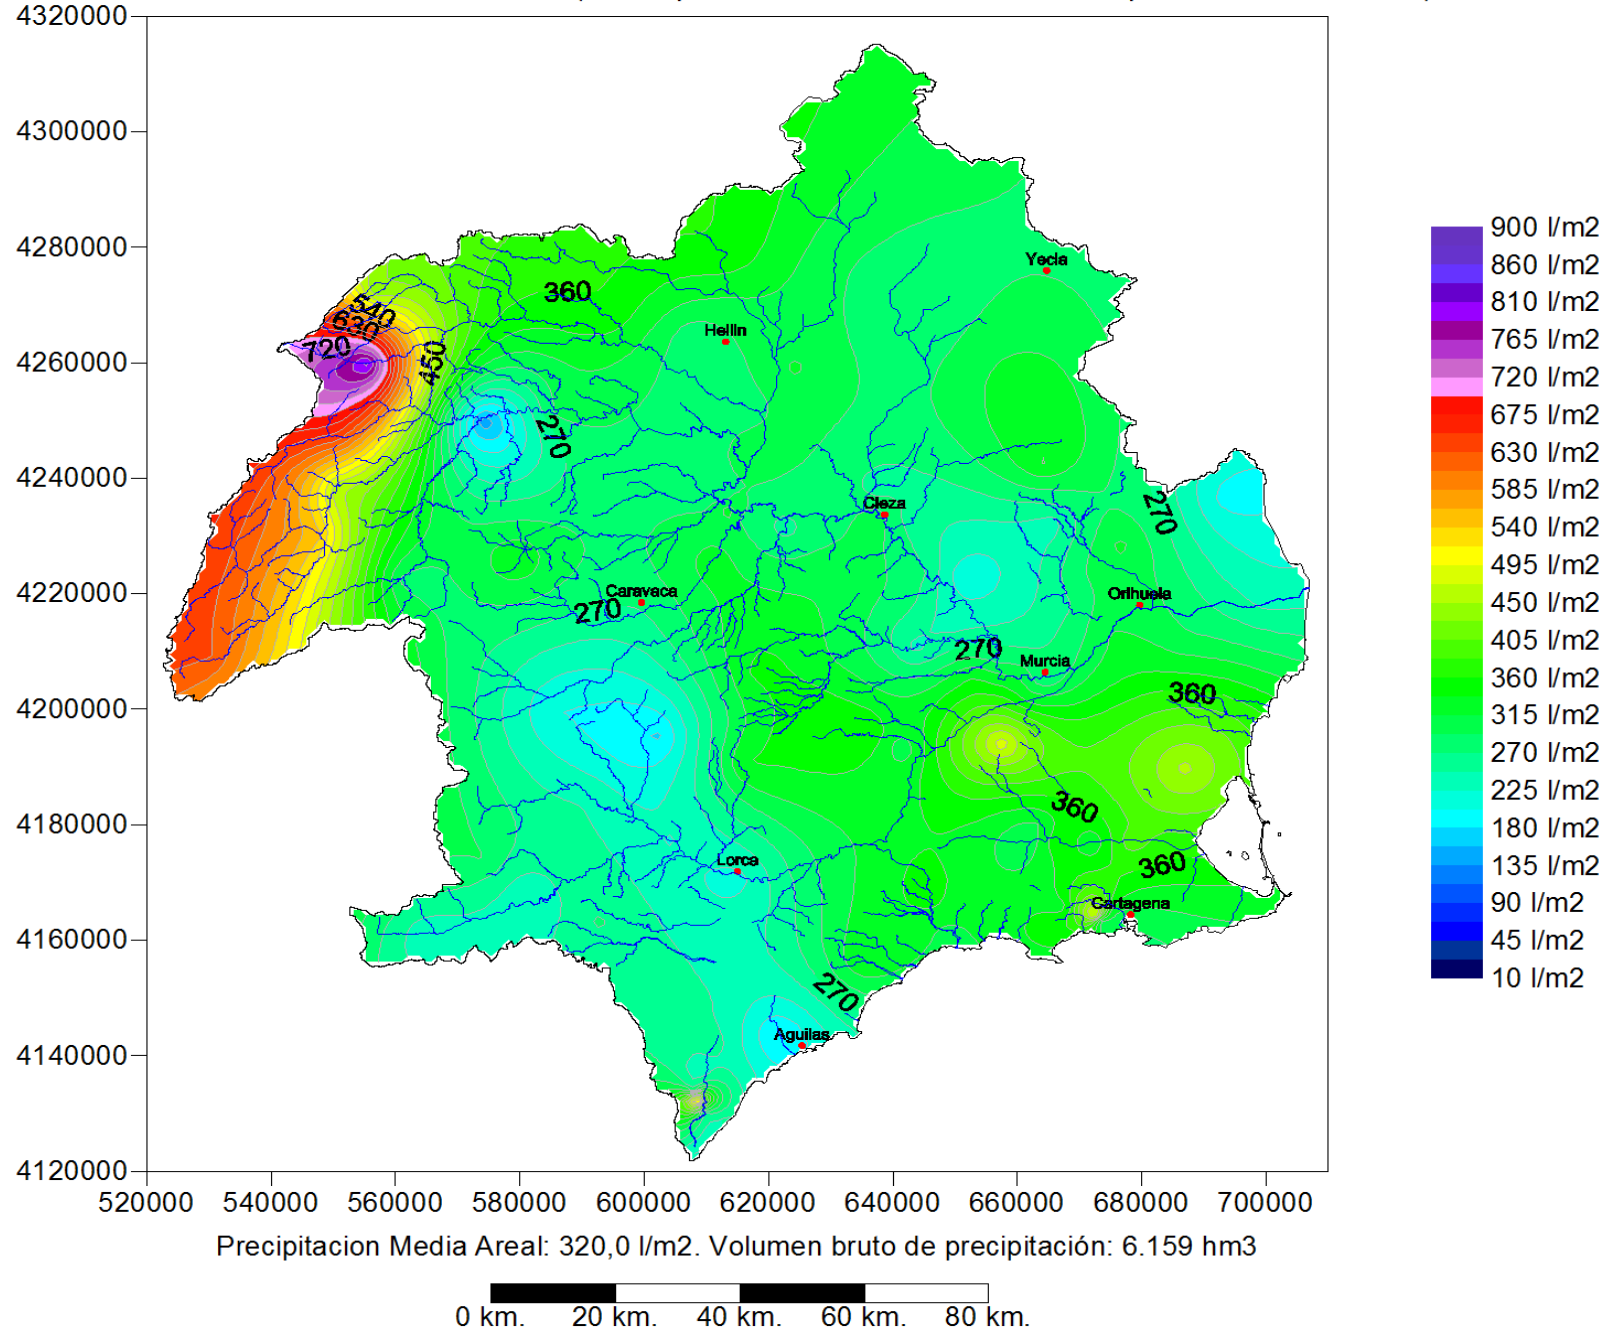 4320000
4300000
4280000
4260000
4240000
4220000
4200000
4180000
4160000
4140000
4120000
520000 540000 560000 580000 600000 620000 640000 660000 680000 700000
Yecla
360
540
630
720
450
Hellin
270
Cieza
270
Caravaca
270
Orihuela
270
Murcia
360
360
Lorca
360
Cartagena
270
Aguilas
900 l/m2
860 l/m2
810 l/m2
765 l/m2
720 l/m2
675 l/m2
630 l/m2
585 l/m2
540 l/m2
495 l/m2
450 l/m2
405 l/m2
360 l/m2
315 l/m2
270 l/m2
225 l/m2
180 l/m2
135 l/m2
90 l/m2
45 l/m2
10 l/m2
Precipitacion Media Areal: 320,0 l/m2. Volumen bruto de precipitación: 6.159 hm3
0 km. 20 km. 40 km. 60 km. 80 km.